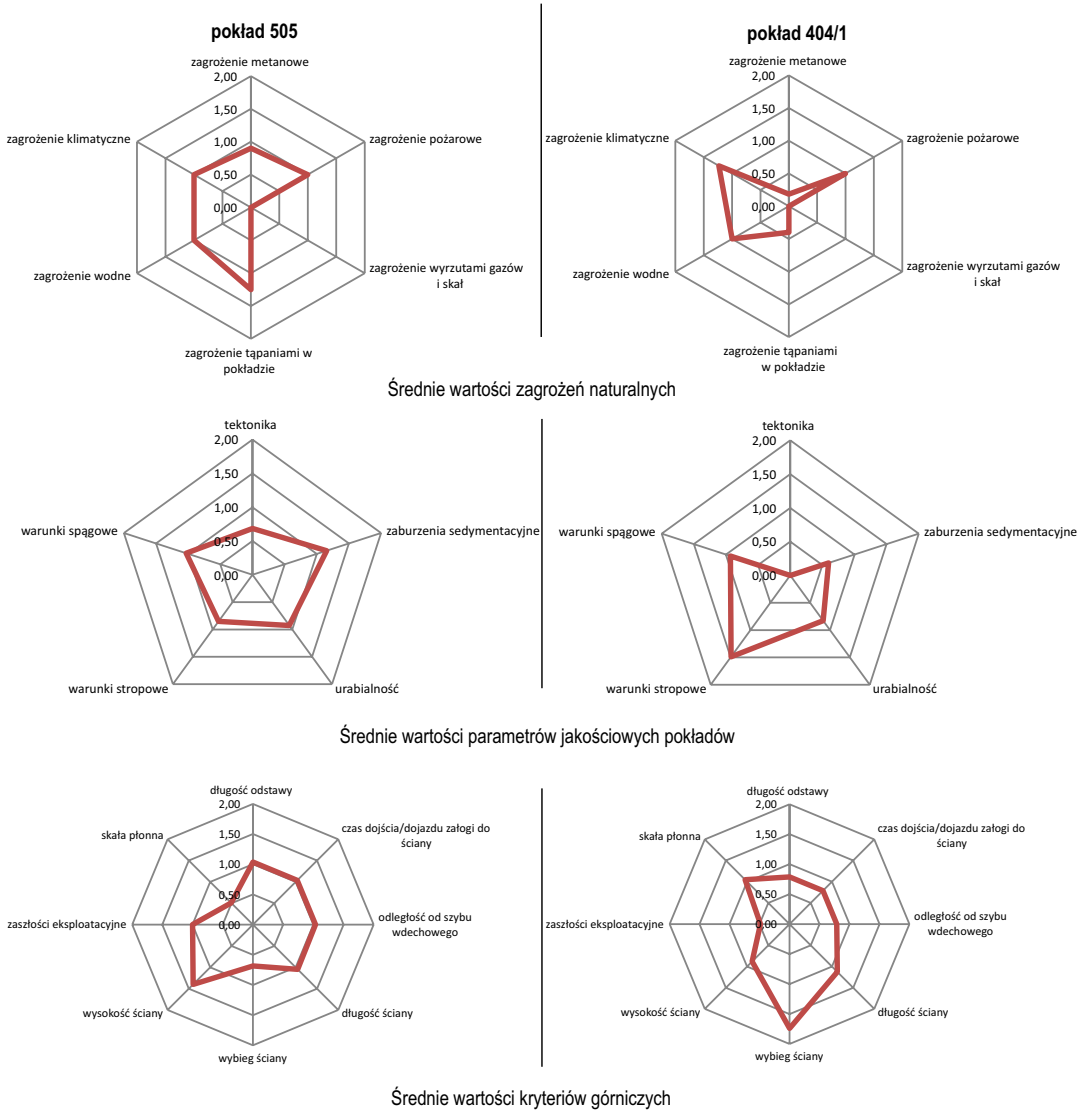 pokład 505
zagrożenie metanowe
2,00
1,50
1,00
0,50
0,00
zagrożenie klimatyczne
zagrożenie pożarowe
zagrożenie wodne
zagrożenie wyrzutami gazów
i skał
zagrożenie tąpaniami w
pokładzie
pokład 404/1
zagrożenie metanowe
2,00
1,50
1,00
0,50
0,00
zagrożenie klimatyczne
zagrożenie pożarowe
zagrożenie wodne
zagrożenie wyrzutami gazów
i skał
zagrożenie tąpaniami
w pokładzie
Średnie wartości zagrożeń naturalnych
tektonika
2,00
1,50
1,00
0,50
0,00
warunki spągowe
zaburzenia sedymentacyjne
warunki stropowe
urabialność
tektonika
2,00
1,50
1,00
0,50
0,00
warunki spągowe
zaburzenia sedymentacyjne
warunki stropowe
urabialność
Średnie wartości parametrów jakościowych pokładów
długość odstawy
2,00
1,50
1,00
0,50
0,00
skała płonna
czas dojścia/dojazdu załogi do
ściany
zaszłości eksploatacyjne
odległość od szybu
wdechowego
wysokość ściany
długość ściany
wybieg ściany
długość odstawy
2,00
1,50
1,00
0,50
0,00
skała płonna
czas dojścia/dojazdu załogi do
ściany
zaszłości eksploatacyjne
odległość od szybu
wdechowego
wysokość ściany
długość ściany
wybieg ściany
Średnie wartości kryteriów górniczych